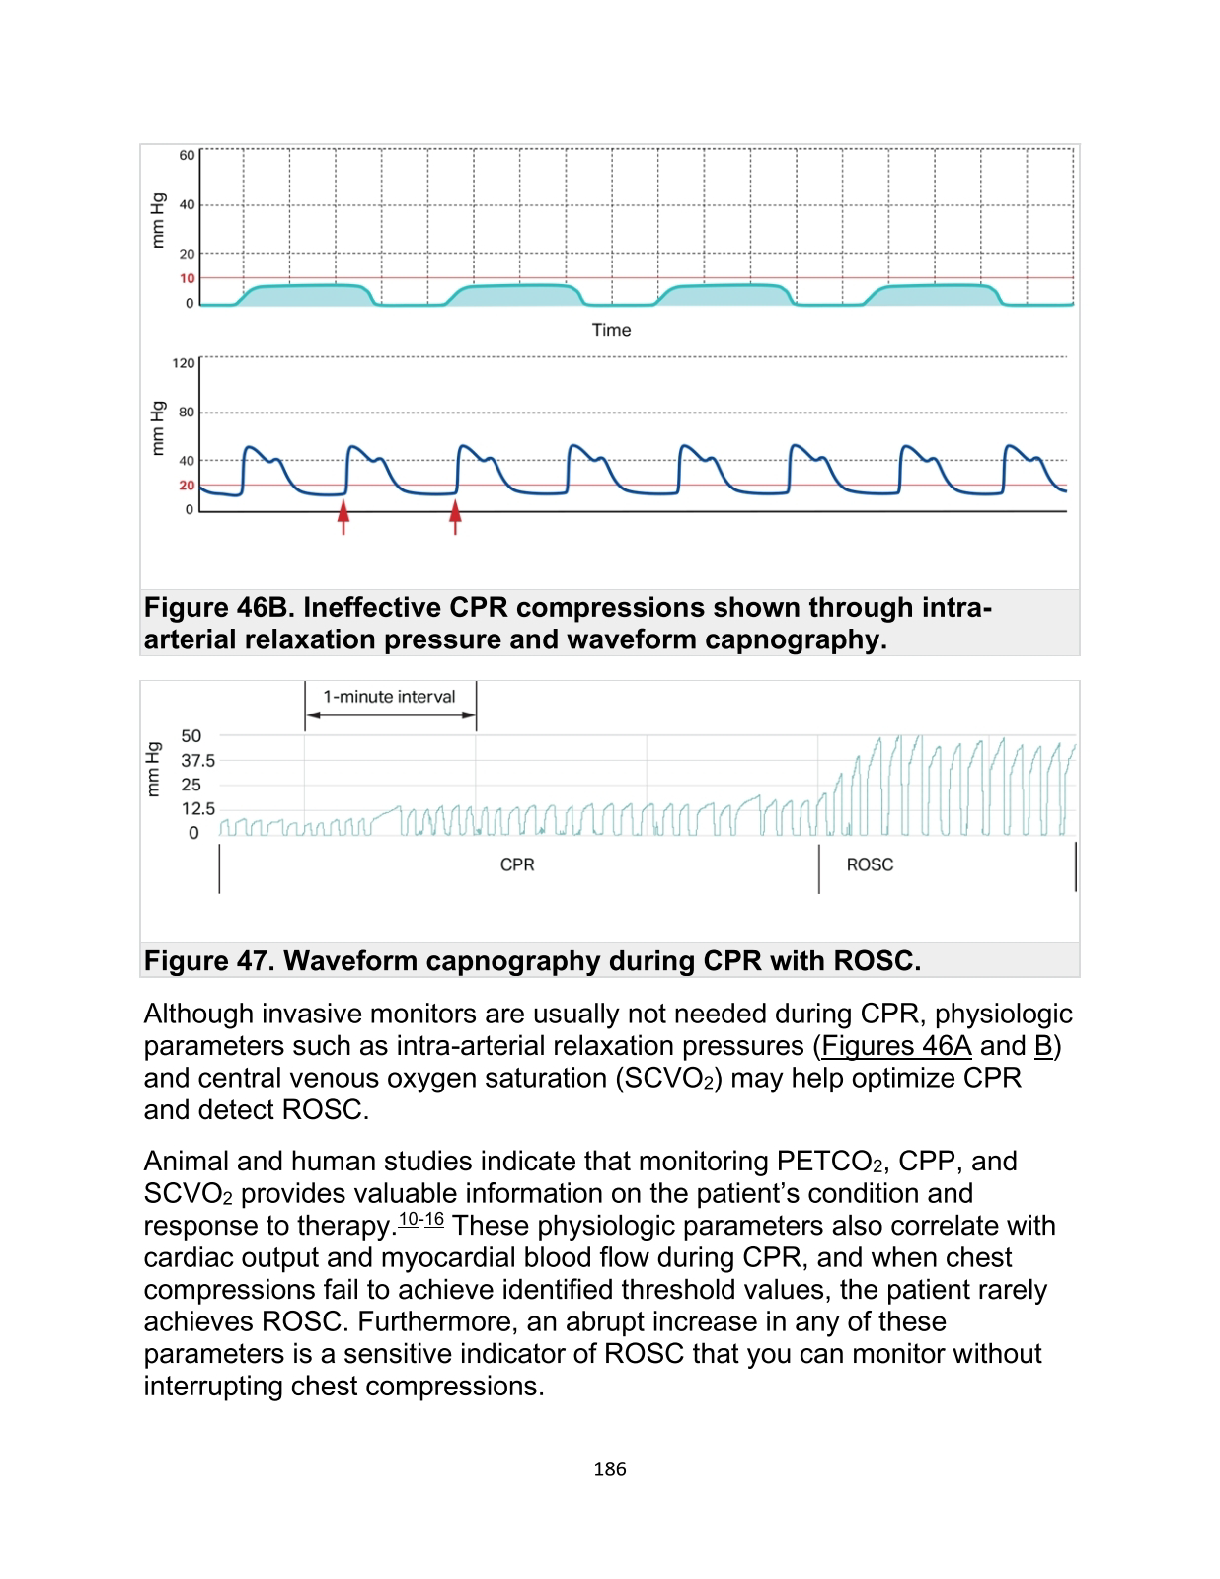 60
mm Hg
40
20
10
0
Time
120
mm Hg
80
40
20
0
Figure 46B. Ineffective CPR compressions shown through intra-
arterial relaxation pressure and waveform capnography.
1-minute interval
50
mm Hg
37.5
25
12.5
0
CPR
ROSC
Figure 47. Waveform capnography during CPR with ROSC.
Although invasive monitors are usually not needed during CPR, physiologic
parameters such as intra-arterial relaxation pressures (Figures 46A and B)
and central venous oxygen saturation (SCVO₂) may help optimize CPR
and detect ROSC.
Animal and human studies indicate that monitoring PETCO₂, CPP, and
SCVO₂ provides valuable information on the patient’s condition and
response to therapy.¹⁰⁻¹⁶ These physiologic parameters also correlate with
cardiac output and myocardial blood flow during CPR, and when chest
compressions fail to achieve identified threshold values, the patient rarely
achieves ROSC. Furthermore, an abrupt increase in any of these
parameters is a sensitive indicator of ROSC that you can monitor without
interrupting chest compressions.
186